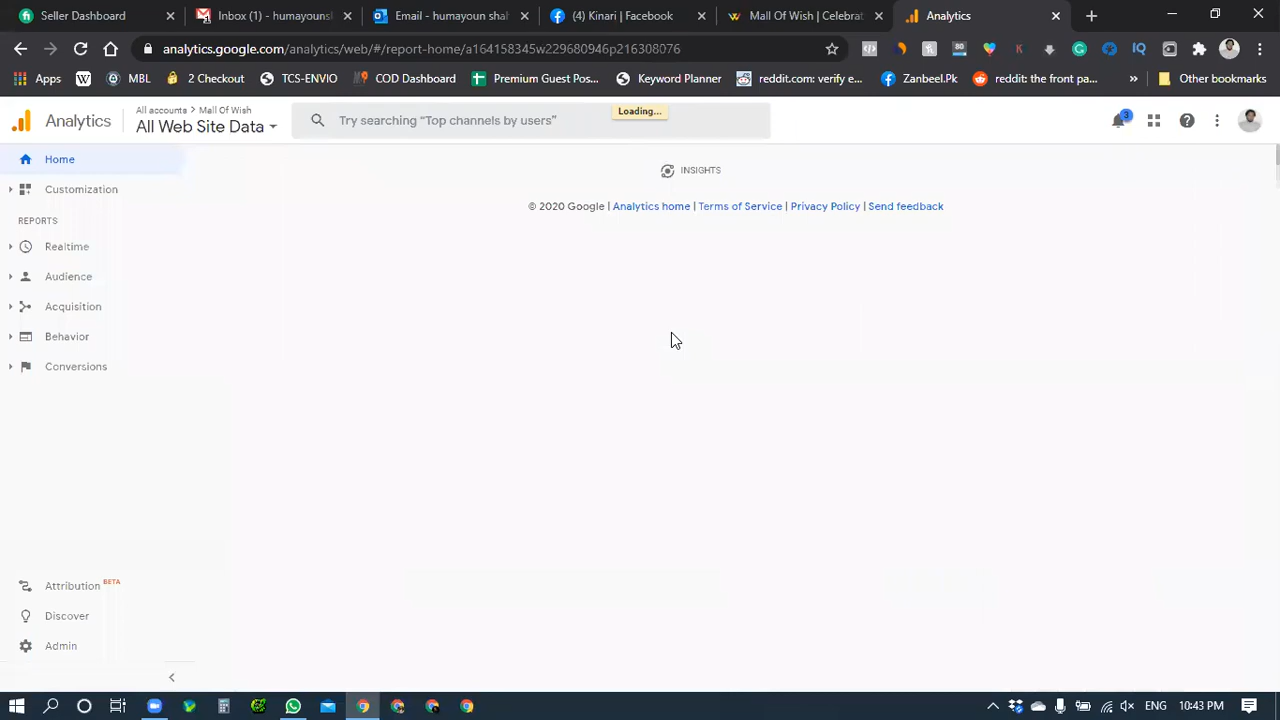 Seller Dashboard
Inbox (1) - humayouns
Email - humayoun sha
(4) Kinari | Facebook
Mall Of Wish | Celebrat
Analytics
analytics.google.com/analytics/web/#/report-home/a164158345w229680946p216308076
80
K
IQ
Apps
MBL
2 Checkout
TCS-ENVIO
COD Dashboard
Premium Guest Pos...
Keyword Planner
reddit.com: verify e...
Zanbeel.Pk
reddit: the front pa...
»
Other bookmarks
Analytics
All accounts > Mall Of Wish
All Web Site Data
Try searching “Top channels by users”
Loading...
3
Home
Customization
REPORTS
Realtime
Audience
Acquisition
Behavior
Conversions
INSIGHTS
© 2020 Google | Analytics home | Terms of Service | Privacy Policy | Send feedback
Attribution BETA
Discover
Admin
ENG
10:43 PM